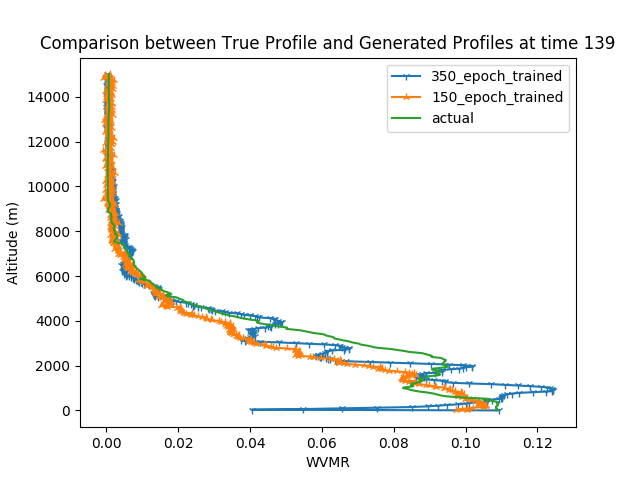 Comparison between True Profile and Generated Profiles at time 139
350_epoch_trained
150_epoch_trained
actual
Altitude (m)
14000
12000
10000
8000
6000
4000
2000
0
0.00 0.02 0.04 0.06 0.08 0.10 0.12
WVMR